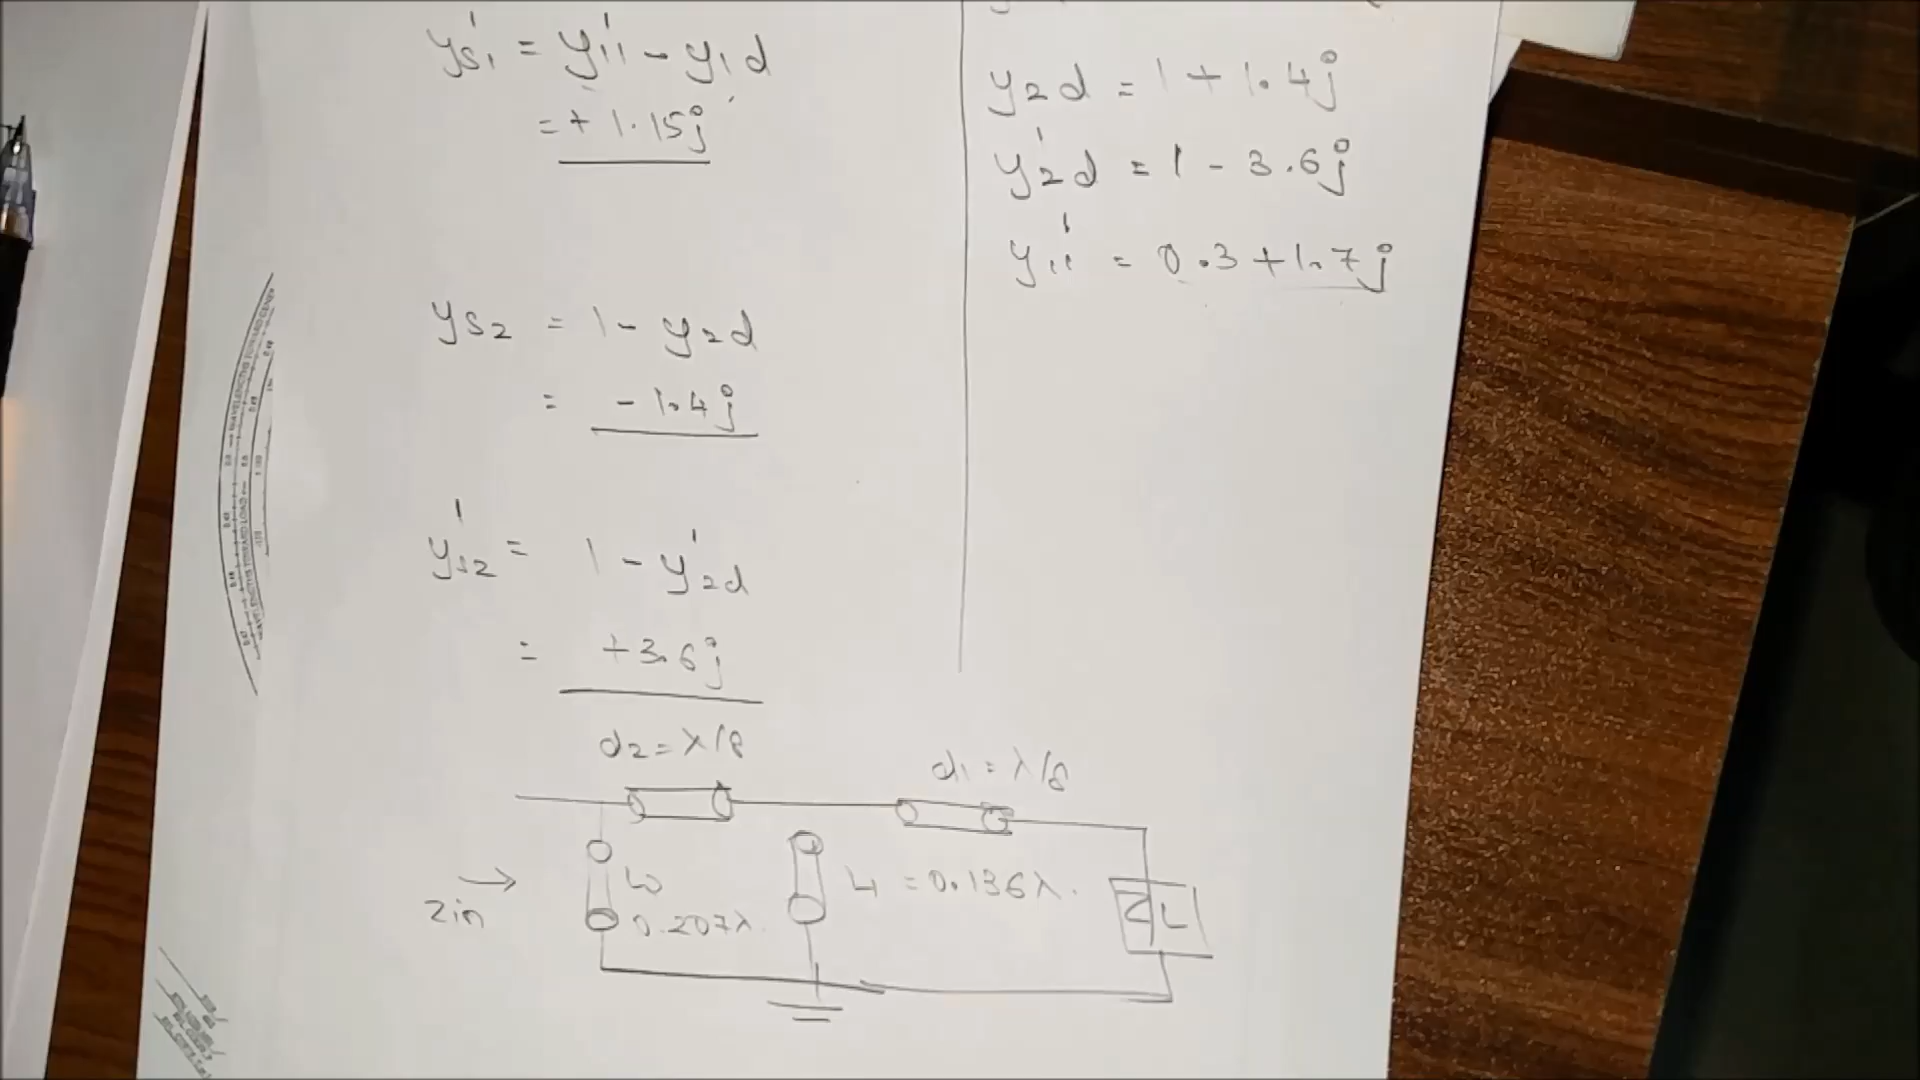 y's1 = y'11 - y1d
= + 1.15j
ys2 = 1 - y2d
= - 1.4j
y's2 = 1 - y'2d
= + 3.6j
y2d = 1 + 1.4j
y'2d = 1 - 3.6j
y'11 = 0.3 + 1.7j
d2 = λ/8
d1 = λ/8
Zin
0.207λ.
L1 = 0.136λ.
ZL